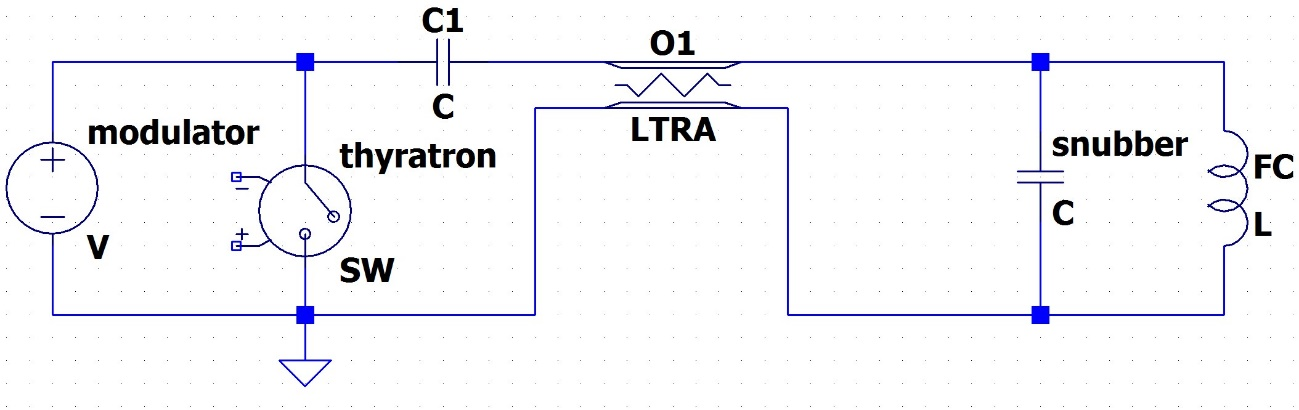 C1
C
O1
LTRA
modulator
V
thyratron
SW
snubber
C
FC
L